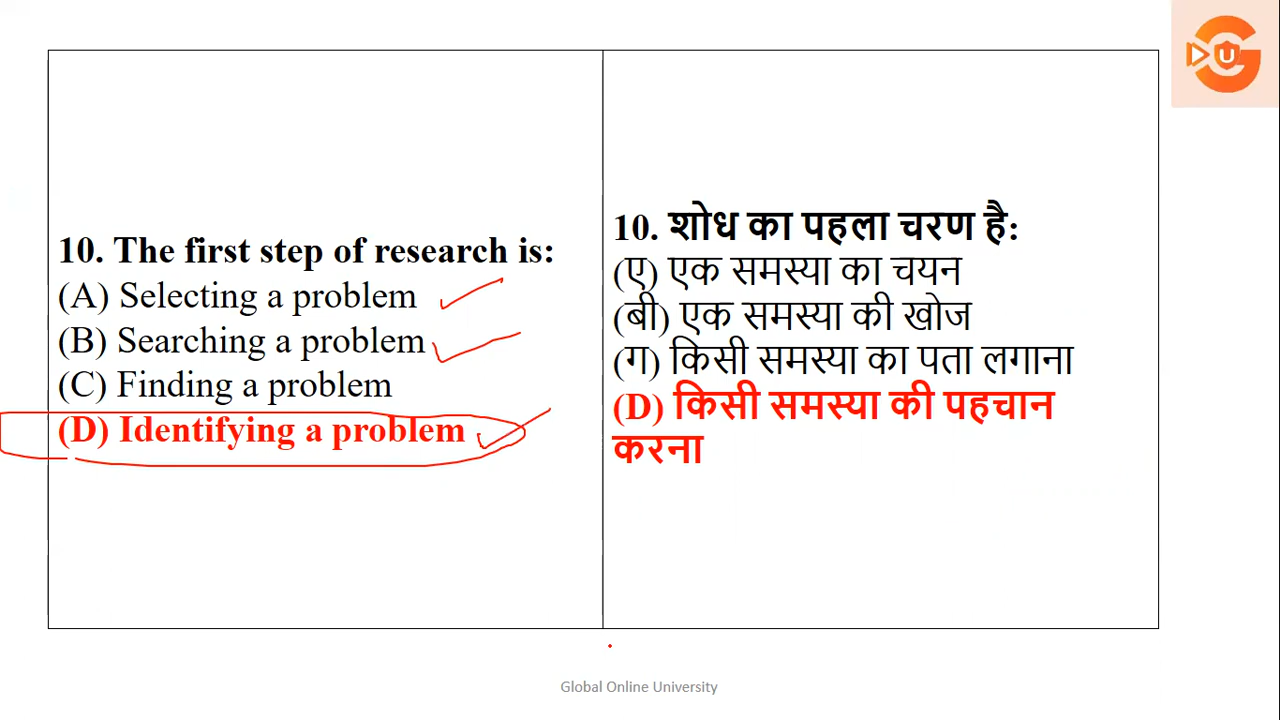 10. The first step of research is:
(A) Selecting a problem
(B) Searching a problem
(C) Finding a problem
(D) Identifying a problem
10. शोध का पहला चरण है:
(ए) एक समस्या का चयन
(बी) एक समस्या की खोज
(ग) किसी समस्या का पता लगाना
(D) किसी समस्या की पहचान
करना
U
Global Online University